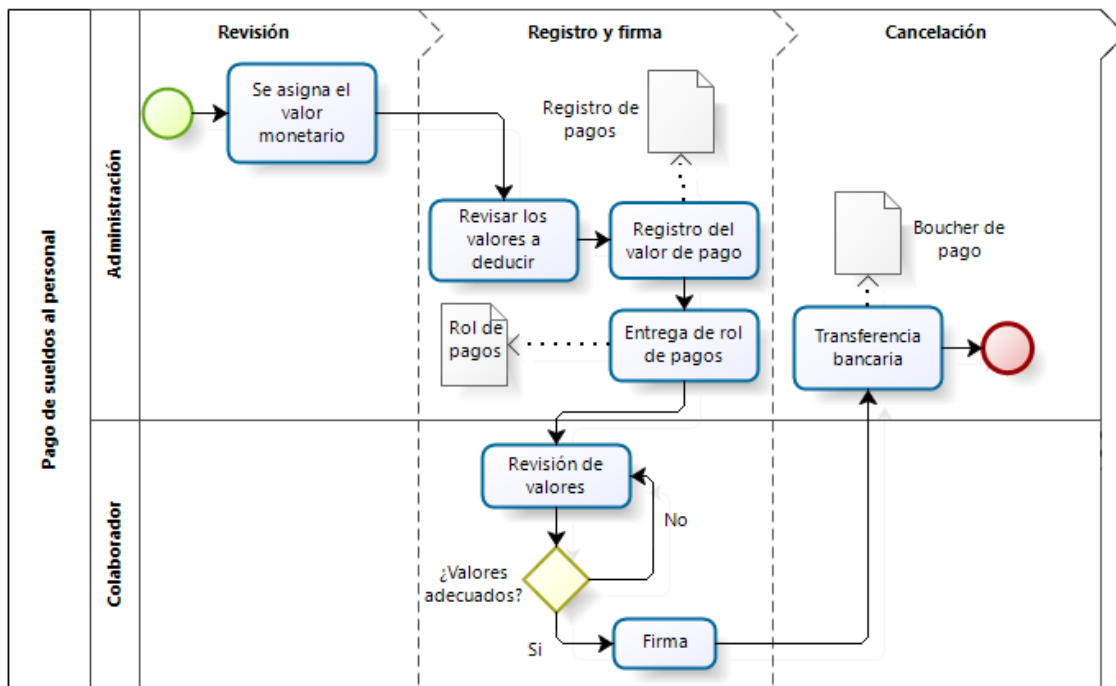 Revisión
Registro y firma
Cancelación
Pago de sueldos al personal
Administración
Se asigna el
valor
monetario
Registro de
pagos
Revisar los
valores a
deducir
Registro del
valor de pago
Boucher de
pago
Rol de
pagos
Entrega de rol
de pagos
Transferencia
bancaria
Colaborador
Revisión de
valores
No
¿Valores
adecuados?
Si
Firma